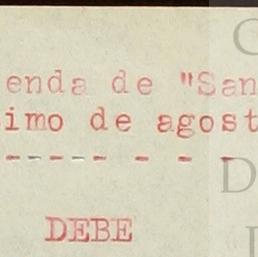 enda de "San
imo de agost
- - - - - - - -
DEBE